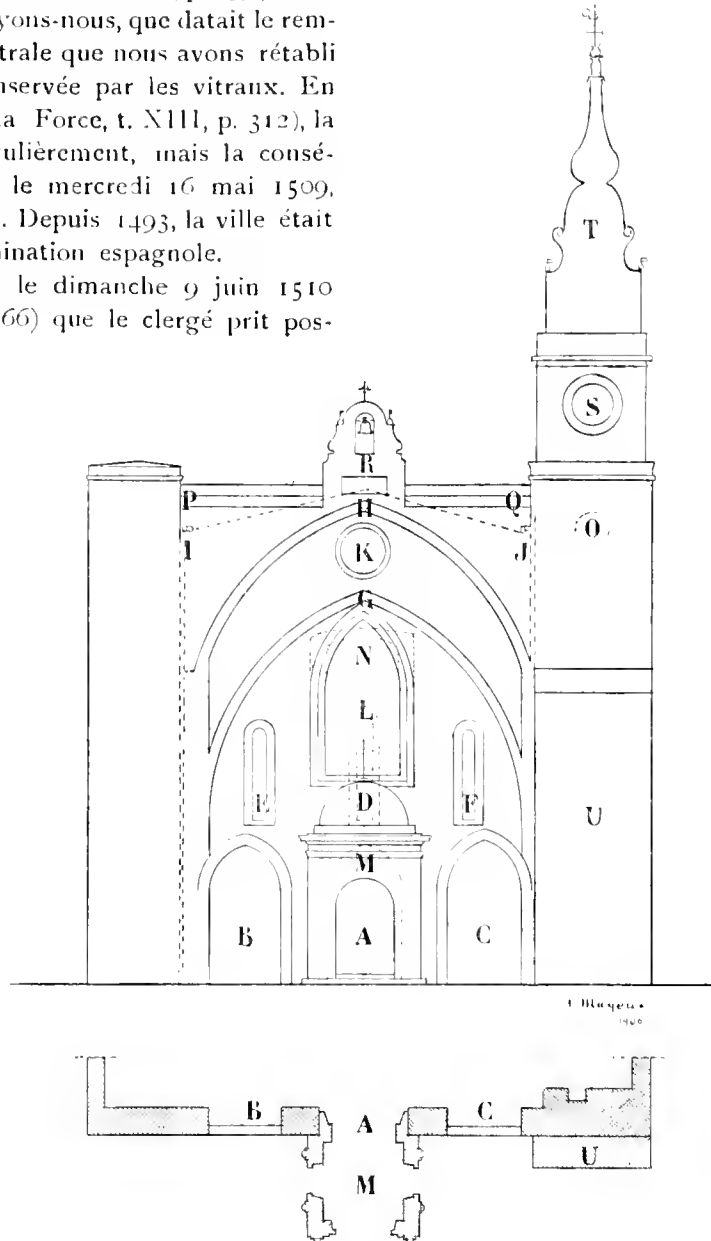 yons-nous, que datait le rem-
trale que nous avons rétabli
nservée par les vitraux. En
a Force, t. XIII, p. 312), la
ulièrement, mais la consé-
le mercredi 16 mai 1509,
. Depuis 1493, la ville était
ination espagnole.
le dimanche 9 juin 1510
66) que le clergé prit pos-
T
S
R
P Q
H O
I K J
G
N
L
E D F U
M
B A C
Mayeux
1906
B A C
U
M